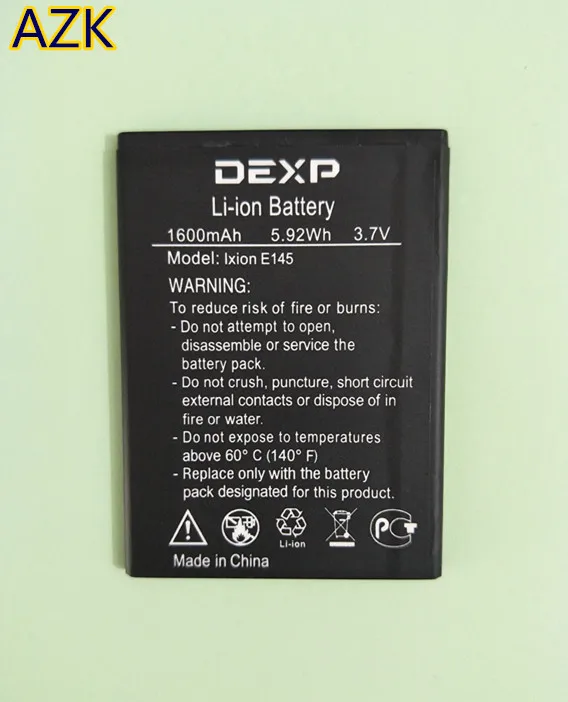 AZK
DEXP
Li-ion Battery
1600mAh 5.92Wh 3.7V
Model: Ixion E145
WARNING:
To reduce risk of fire or burns:
- Do not attempt to open,
disassemble or service the
battery pack.
- Do not crush, puncture, short circuit
external contacts or dispose of in
fire or water.
- Do not expose to temperatures
above 60° C (140° F)
- Replace only with the battery
pack designated for this product.
Li-ion
РСТ
Made in China